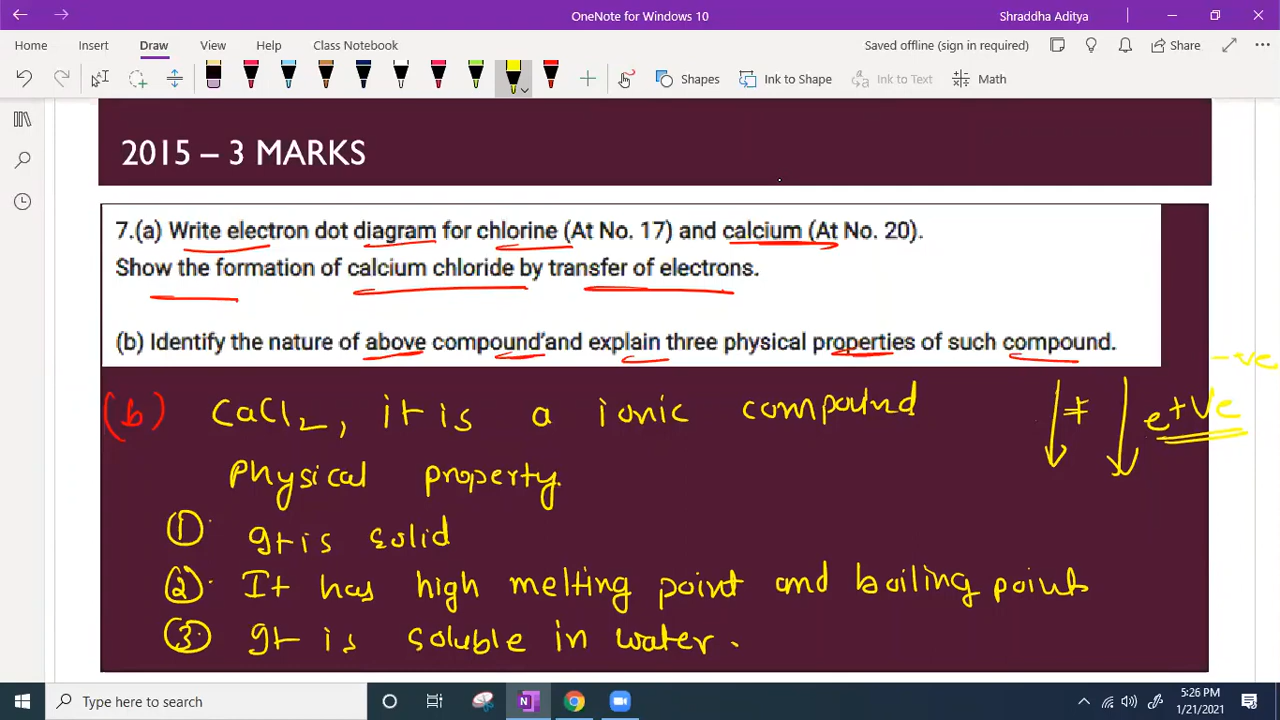 OneNote for Windows 10
Shraddha Aditya
Home Insert Draw View Help Class Notebook
Saved offline (sign in required) Share
Shapes Ink to Shape Ink to Text Math
2015 – 3 MARKS
7.(a) Write electron dot diagram for chlorine (At No. 17) and calcium (At No. 20).
Show the formation of calcium chloride by transfer of electrons.
(b) Identify the nature of above compound and explain three physical properties of such compound.
-ve
(b) CaCl2, it is a ionic compound
e+ve
Physical property.
① It is solid
② It has high melting point and boiling point
③ It is soluble in water.
Type here to search
5:26 PM
1/21/2021